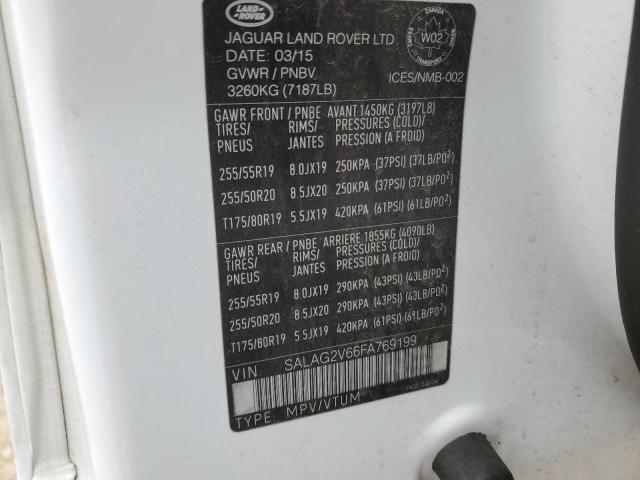 LAND
ROVER
JAGUAR LAND ROVER LTD
DATE: 03/15
GVWR / PNBV
3260KG (7187LB)
CANADA
W02
TRANSPORT
ICES/NMB-002
GAWR FRONT / PNBE AVANT 1450KG (3197LB)
TIRES/ RIMS/ PRESSURES (COLD)/
PNEUS JANTES PRESSION (A FROID)
255/55R19 8.0JX19 250KPA (37PSI) (37LB/PO²)
255/50R20 8.5JX20 250KPA (37PSI) (37LB/PO²)
T175/80R19 5.5JX19 420KPA (61PSI) (61LB/PO²)
GAWR REAR / PNBE ARRIERE 1855KG (4090LB)
TIRES/ RIMS/ PRESSURES (COLD)/
PNEUS JANTES PRESSION (A FROID)
255/55R19 8.0JX19 290KPA (43PSI) (43LB/PO²)
255/50R20 8.5JX20 290KPA (43PSI) (43LB/PO²)
T175/80R19 5.5JX19 420KPA (61PSI) (61LB/PO²)
VIN: SALAG2V66FA769199
TYPE: MPV/VTUM